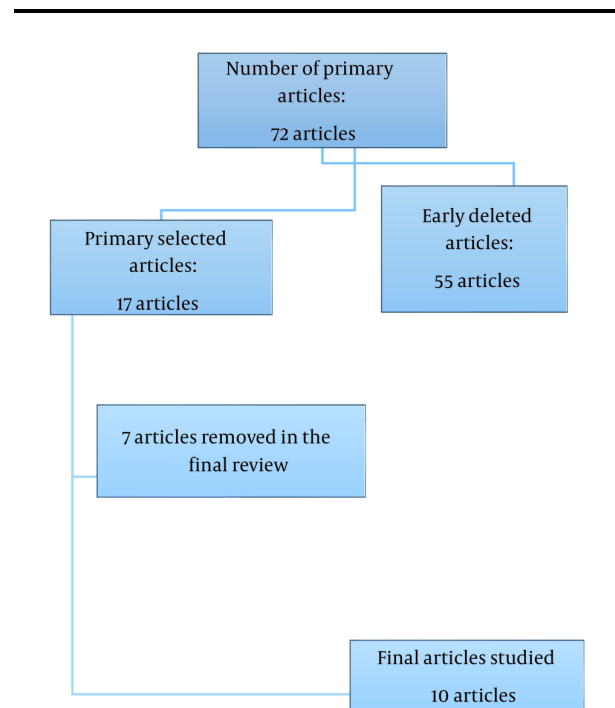 Number of primary
articles:
72 articles
Early deleted
articles:
55 articles
Primary selected
articles:
17 articles
7 articles removed in the
final review
Final articles studied
10 articles